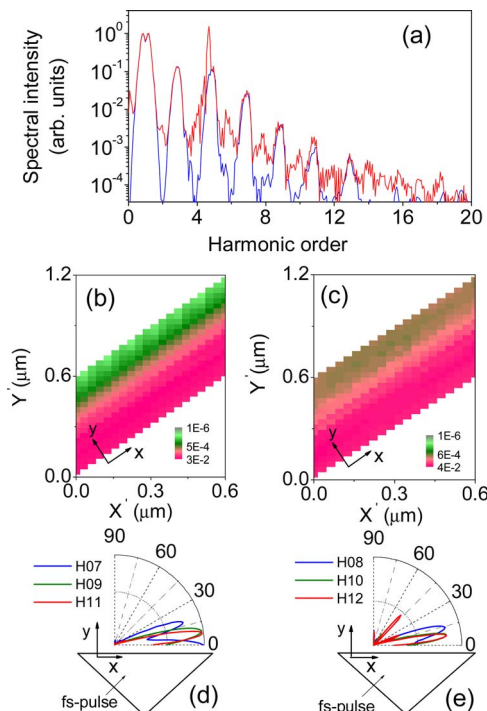 (a)
Spectral intensity
(arb. units)
10⁰
10⁻¹
10⁻²
10⁻³
10⁻⁴
0 4 8 12 16 20
Harmonic order
(b)
1.2
0.6
0.0
Y'(μm)
y
x
1E-6
5E-4
3E-2
0.0 0.3 0.6
X'(μm)
(c)
1.2
0.6
0.0
Y'(μm)
y
x
1E-6
6E-4
4E-2
0.0 0.3 0.6
X'(μm)
H07
H09
H11
90
60
30
0
y
x
fs-pulse
(d)
H08
H10
H12
90
60
30
0
y
x
fs-pulse
(e)